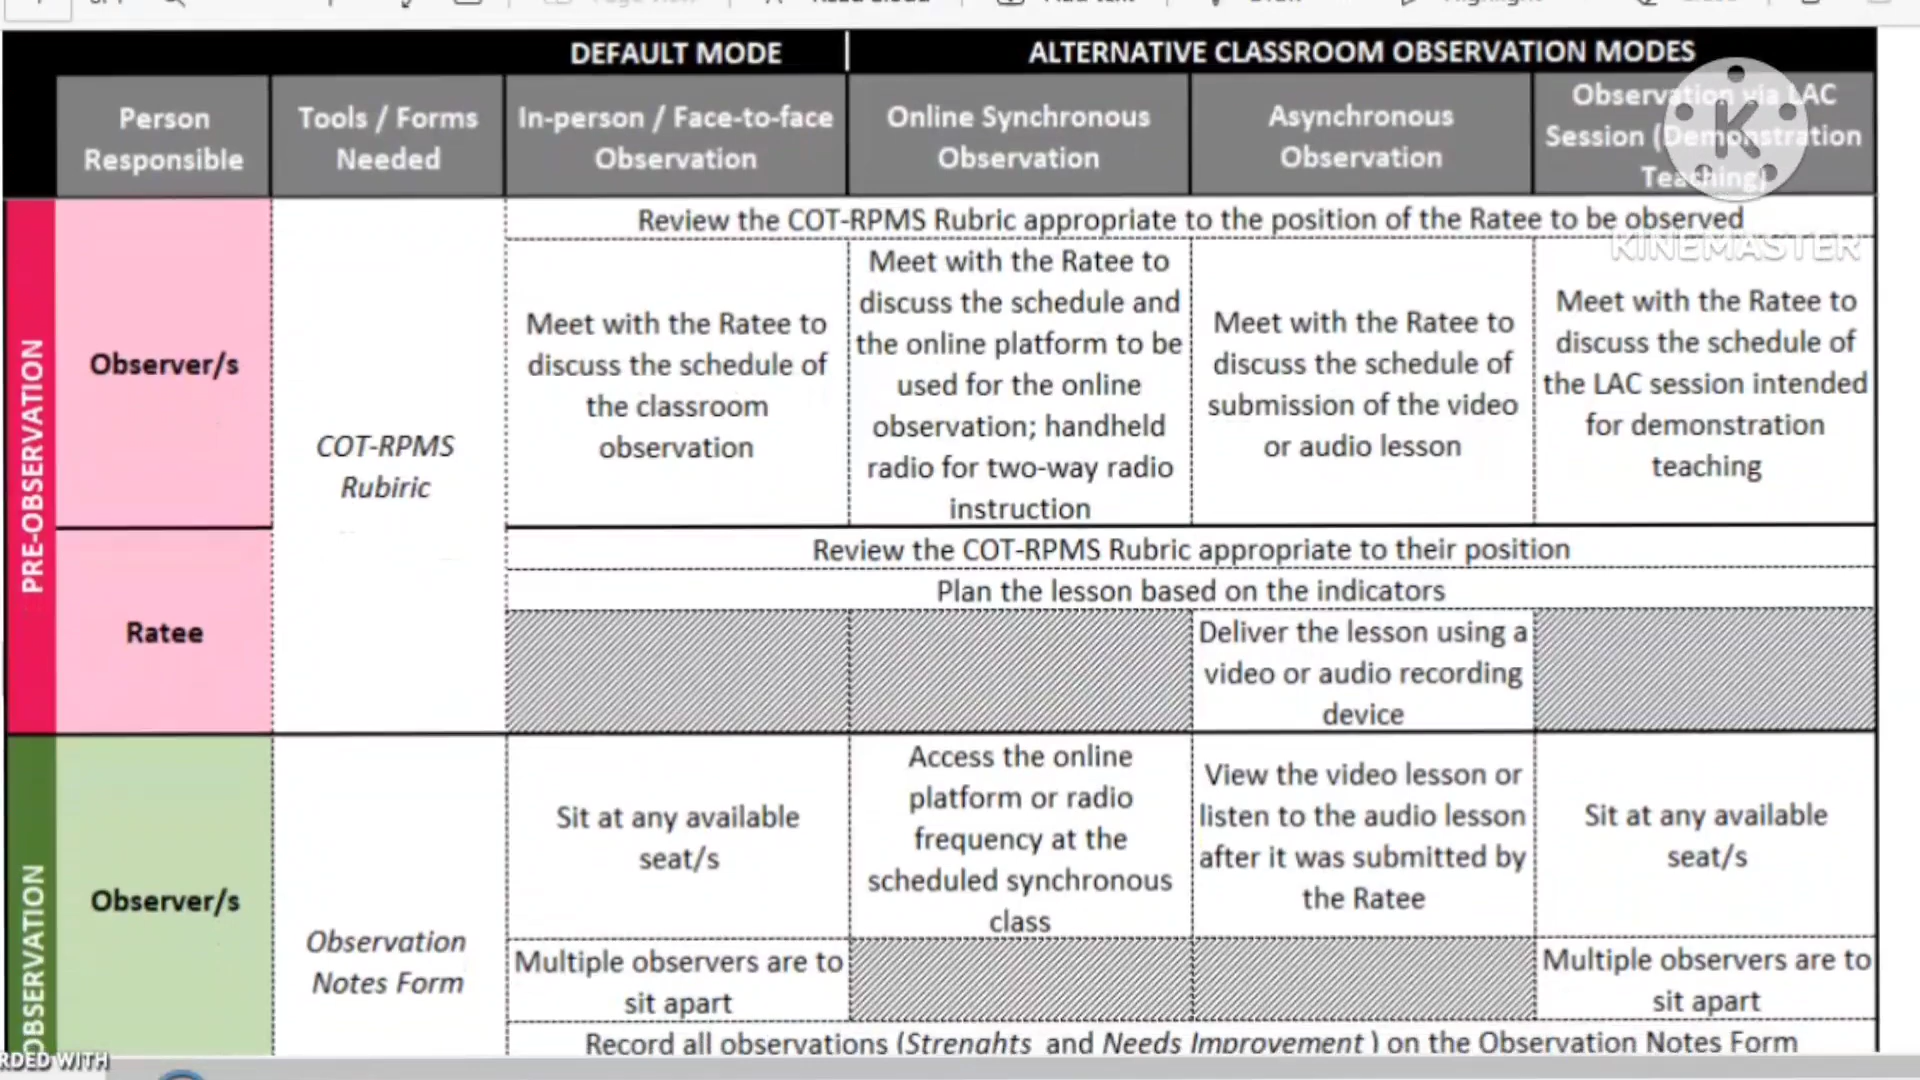 DEFAULT MODE
ALTERNATIVE CLASSROOM OBSERVATION MODES
Person
Responsible
Tools / Forms
Needed
In-person / Face-to-face
Observation
Online Synchronous
Observation
Asynchronous
Observation
Observation via LAC
Session (Demonstration
Teaching)
K
KINEMASTER
PRE-OBSERVATION
Observer/s
COT-RPMS
Rubiric
Review the COT-RPMS Rubric appropriate to the position of the Ratee to be observed
Meet with the Ratee to
discuss the schedule of
the classroom
observation
Meet with the Ratee to
discuss the schedule and
the online platform to be
used for the online
observation; handheld
radio for two-way radio
instruction
Meet with the Ratee to
discuss the schedule of
submission of the video
or audio lesson
Meet with the Ratee to
discuss the schedule of
the LAC session intended
for demonstration
teaching
Ratee
Review the COT-RPMS Rubric appropriate to their position
Plan the lesson based on the indicators
Deliver the lesson using a
video or audio recording
device
OBSERVATION
Observer/s
Observation
Notes Form
Sit at any available
seat/s
Access the online
platform or radio
frequency at the
scheduled synchronous
class
View the video lesson or
listen to the audio lesson
after it was submitted by
the Ratee
Sit at any available
seat/s
Multiple observers are to
sit apart
Multiple observers are to
sit apart
Record all observations (Strenghts and Needs Improvement ) on the Observation Notes Form
RDED WITH